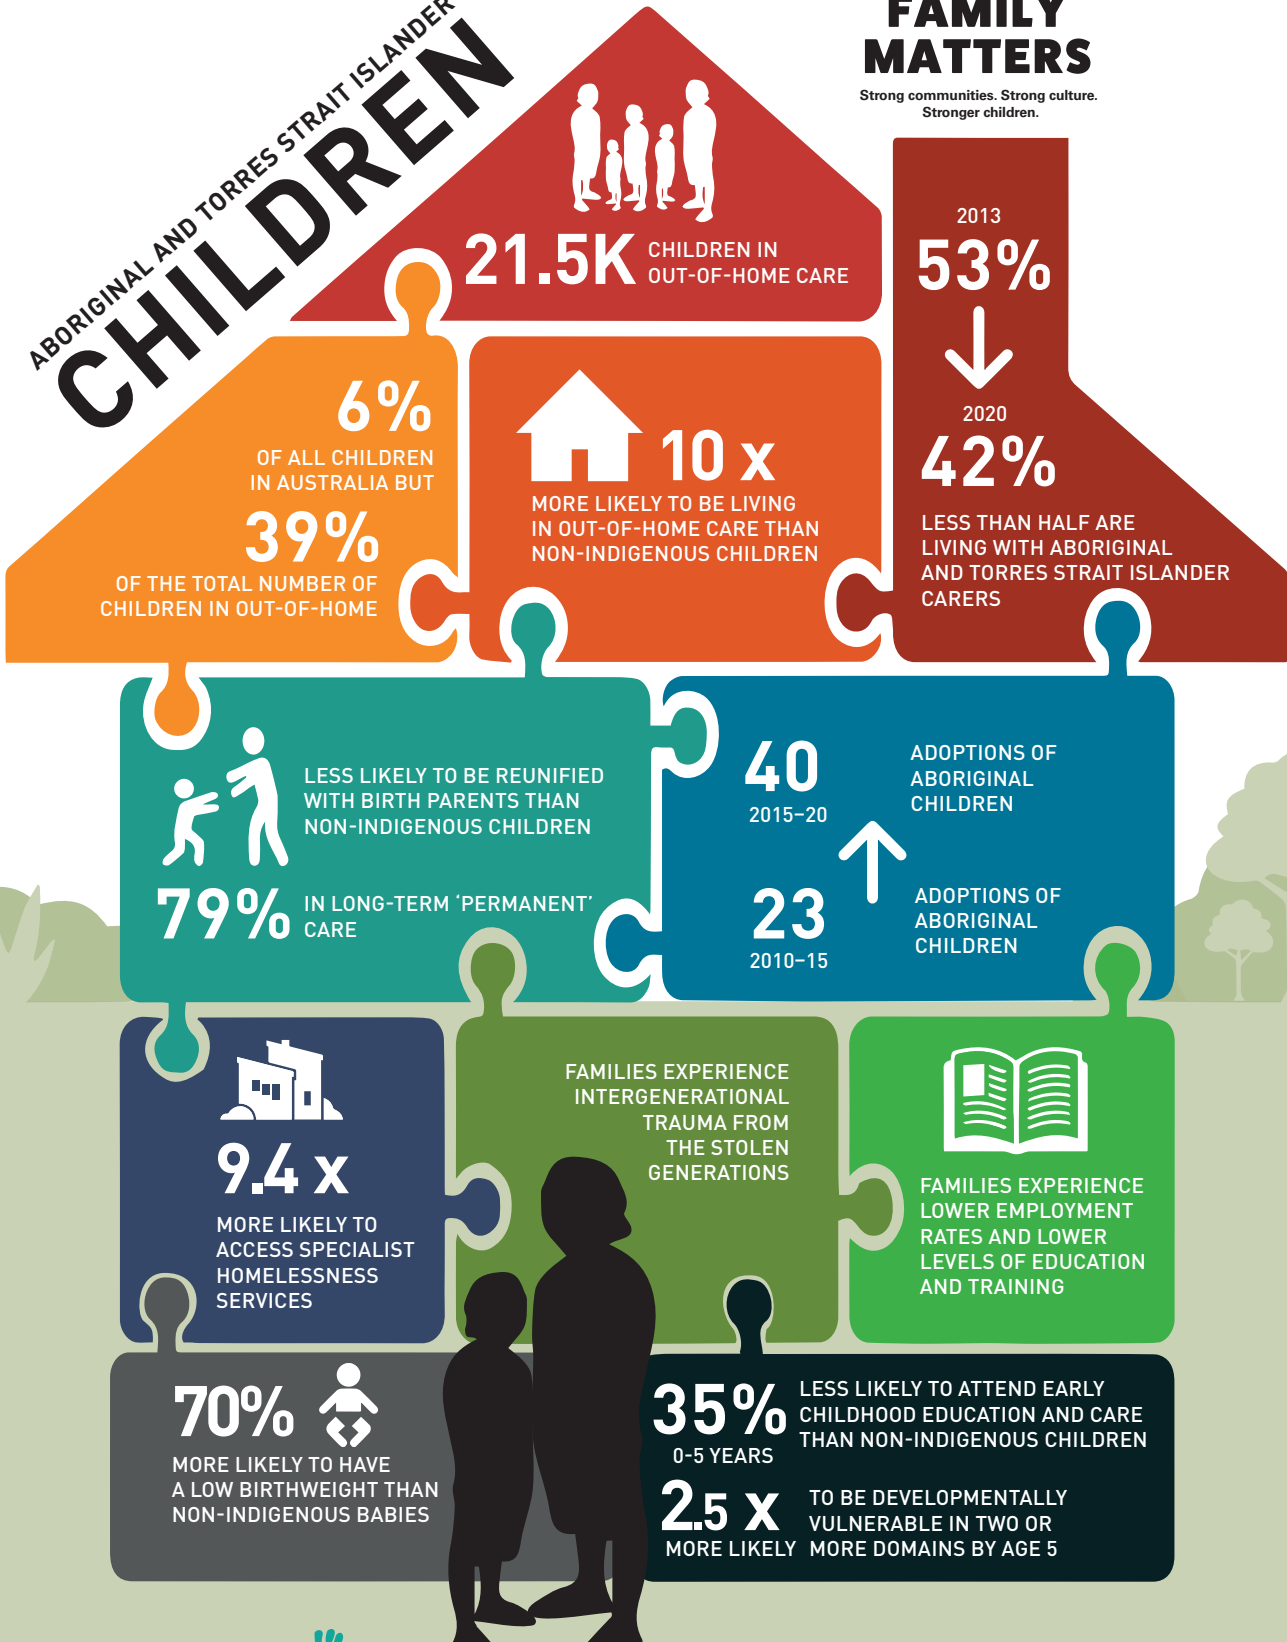 ABORIGINAL AND TORRES STRAIT ISLANDER
CHILDREN
FAMILY
MATTERS
Strong communities. Strong culture.
Stronger children.
21.5K
CHILDREN IN
OUT-OF-HOME CARE
2013
53%
2020
42%
LESS THAN HALF ARE
LIVING WITH ABORIGINAL
AND TORRES STRAIT ISLANDER
CARERS
6%
OF ALL CHILDREN
IN AUSTRALIA BUT
39%
OF THE TOTAL NUMBER OF
CHILDREN IN OUT-OF-HOME
10 x
MORE LIKELY TO BE LIVING
IN OUT-OF-HOME CARE THAN
NON-INDIGENOUS CHILDREN
LESS LIKELY TO BE REUNIFIED
WITH BIRTH PARENTS THAN
NON-INDIGENOUS CHILDREN
79%
IN LONG-TERM ‘PERMANENT’
CARE
40
2015–20
ADOPTIONS OF
ABORIGINAL
CHILDREN
23
2010–15
ADOPTIONS OF
ABORIGINAL
CHILDREN
9.4 x
MORE LIKELY TO
ACCESS SPECIALIST
HOMELESSNESS
SERVICES
FAMILIES EXPERIENCE
INTERGENERATIONAL
TRAUMA FROM
THE STOLEN
GENERATIONS
FAMILIES EXPERIENCE
LOWER EMPLOYMENT
RATES AND LOWER
LEVELS OF EDUCATION
AND TRAINING
70%
MORE LIKELY TO HAVE
A LOW BIRTHWEIGHT THAN
NON-INDIGENOUS BABIES
35%
0-5 YEARS
LESS LIKELY TO ATTEND EARLY
CHILDHOOD EDUCATION AND CARE
THAN NON-INDIGENOUS CHILDREN
2.5 x
MORE LIKELY
TO BE DEVELOPMENTALLY
VULNERABLE IN TWO OR
MORE DOMAINS BY AGE 5